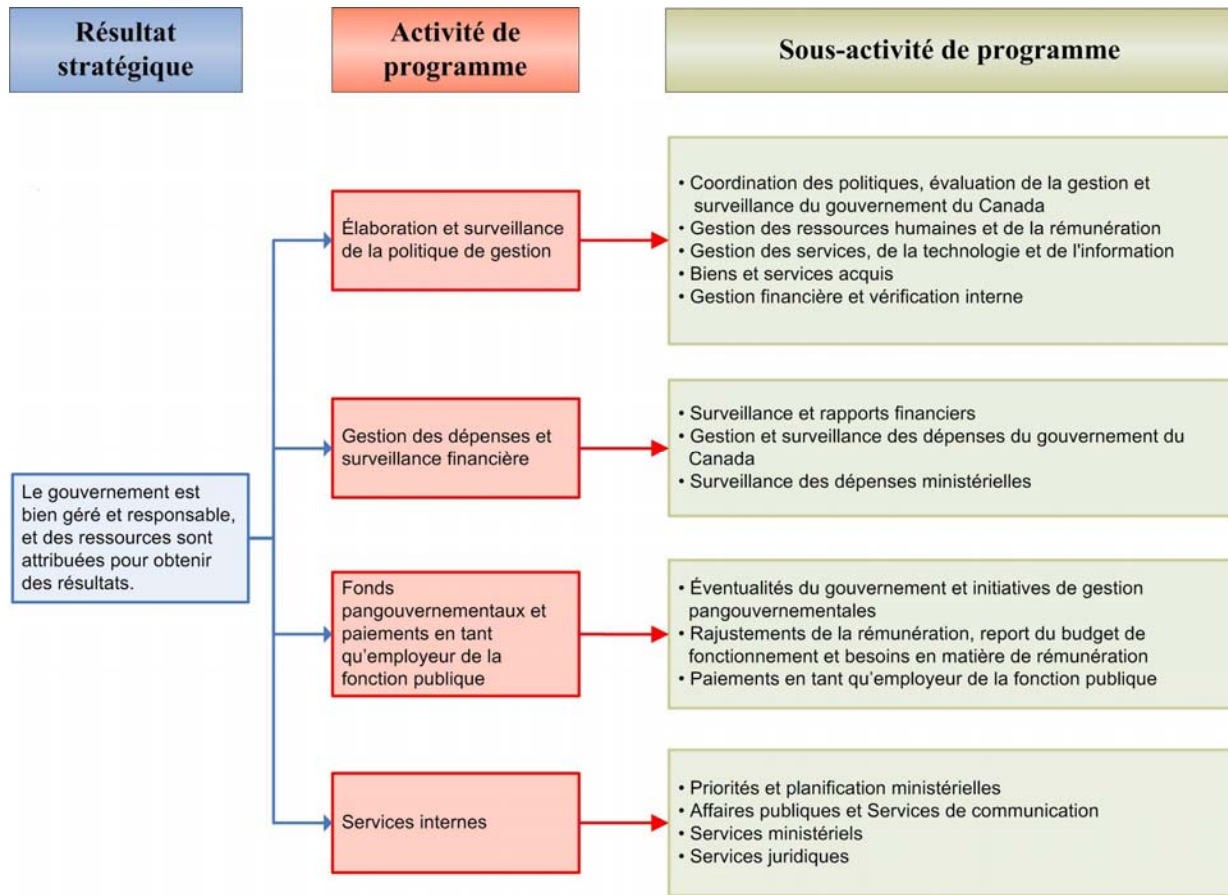 Résultat
stratégique
Activité de
programme
Sous-activité de programme
Le gouvernement est
bien géré et responsable,
et des ressources sont
attribuées pour obtenir
des résultats.
Élaboration et surveillance
de la politique de gestion
• Coordination des politiques, évaluation de la gestion et
surveillance du gouvernement du Canada
• Gestion des ressources humaines et de la rémunération
• Gestion des services, de la technologie et de l'information
• Biens et services acquis
• Gestion financière et vérification interne
Gestion des dépenses et
surveillance financière
• Surveillance et rapports financiers
• Gestion et surveillance des dépenses du gouvernement du
Canada
• Surveillance des dépenses ministérielles
Fonds
pangouvernementaux et
paiements en tant
qu’employeur de la
fonction publique
• Éventualités du gouvernement et initiatives de gestion
pangouvernementales
• Rajustements de la rémunération, report du budget de
fonctionnement et besoins en matière de rémunération
• Paiements en tant qu’employeur de la fonction publique
Services internes
• Priorités et planification ministérielles
• Affaires publiques et Services de communication
• Services ministériels
• Services juridiques